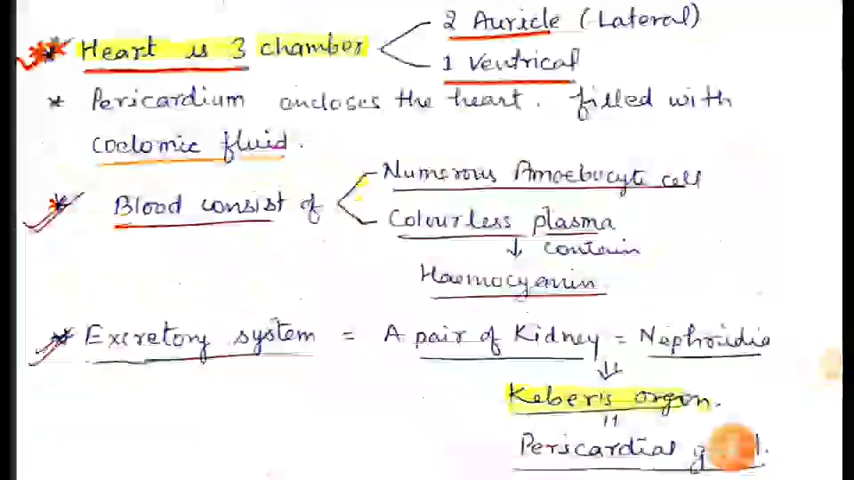 2 Auricle (Lateral)
* Heart is 3 chamber
1 Ventrical
* Pericardium encloses the heart. filled with
coelomic fluid.
Numerous Amoebocyte cell
* Blood consist of
Colourless plasma
↓ contain
Haemocyanin
* Excretory system = A pair of Kidney = Nephridia
Keber's organ.
Pericardial